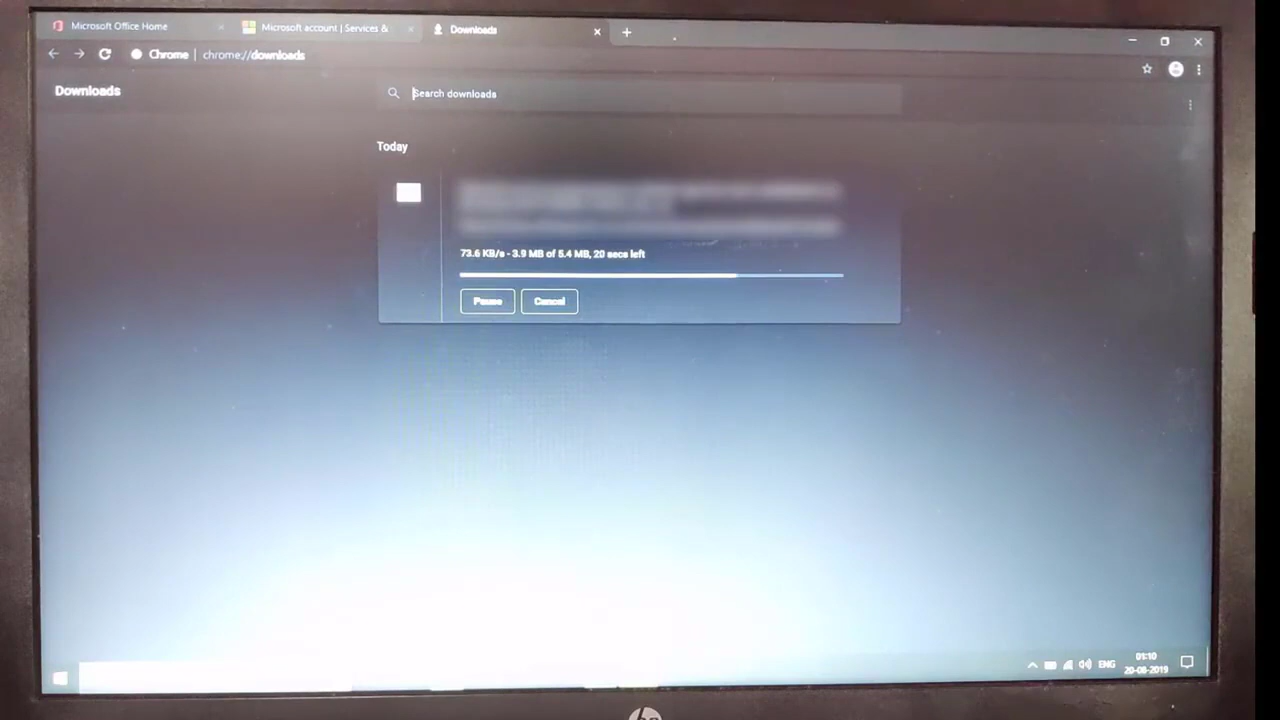 Microsoft Office Home
Microsoft account | Services &
Downloads
Chrome | chrome://downloads
Downloads
Search downloads
Today
73.6 KB/s - 3.9 MB of 5.4 MB, 20 secs left
Pause
Cancel
ENG
01:10
20-08-2019
hp